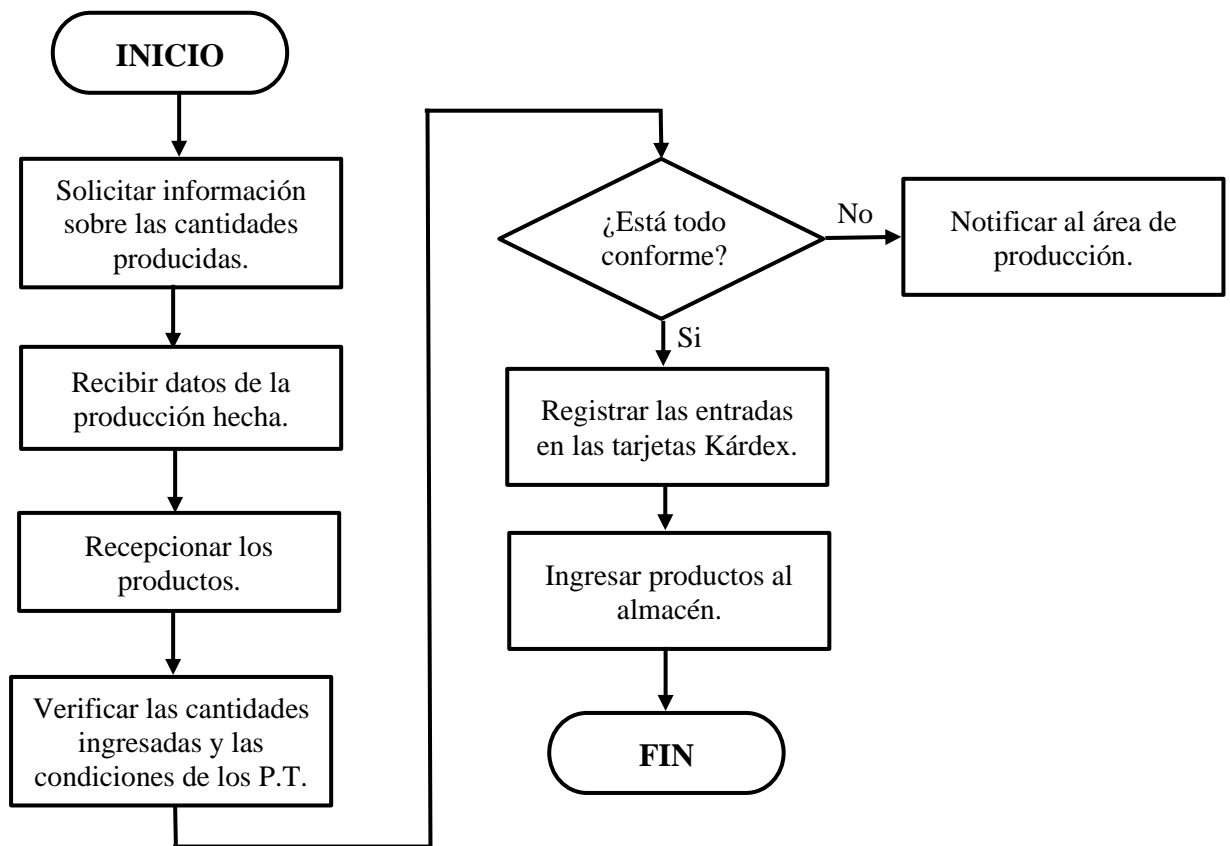 INICIO
Solicitar información
sobre las cantidades
producidas.
Recibir datos de la
producción hecha.
Recepcionar los
productos.
Verificar las cantidades
ingresadas y las
condiciones de los P.T.
¿Está todo
conforme?
No
Notificar al área de
producción.
Si
Registrar las entradas
en las tarjetas Kárdex.
Ingresar productos al
almacén.
FIN